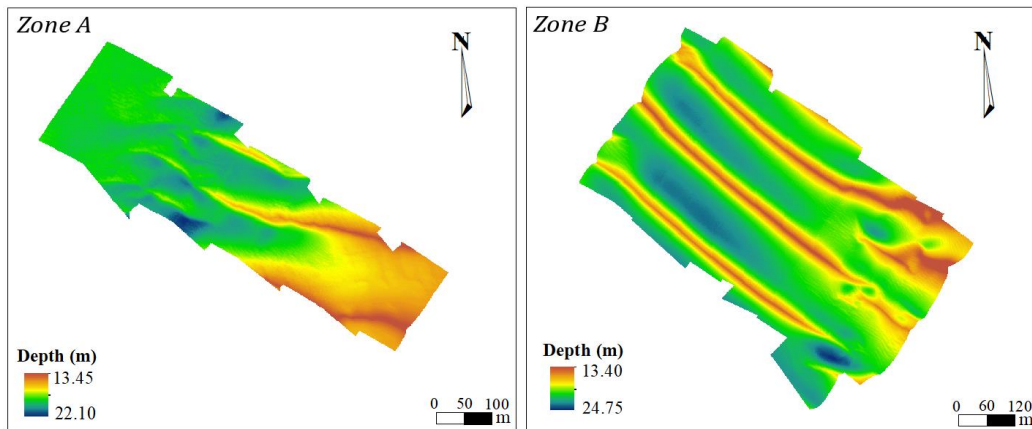 Zone A
N
Depth (m)
13.45
22.10
0 50 100
m
Zone B
N
Depth (m)
13.40
24.75
0 60 120
m